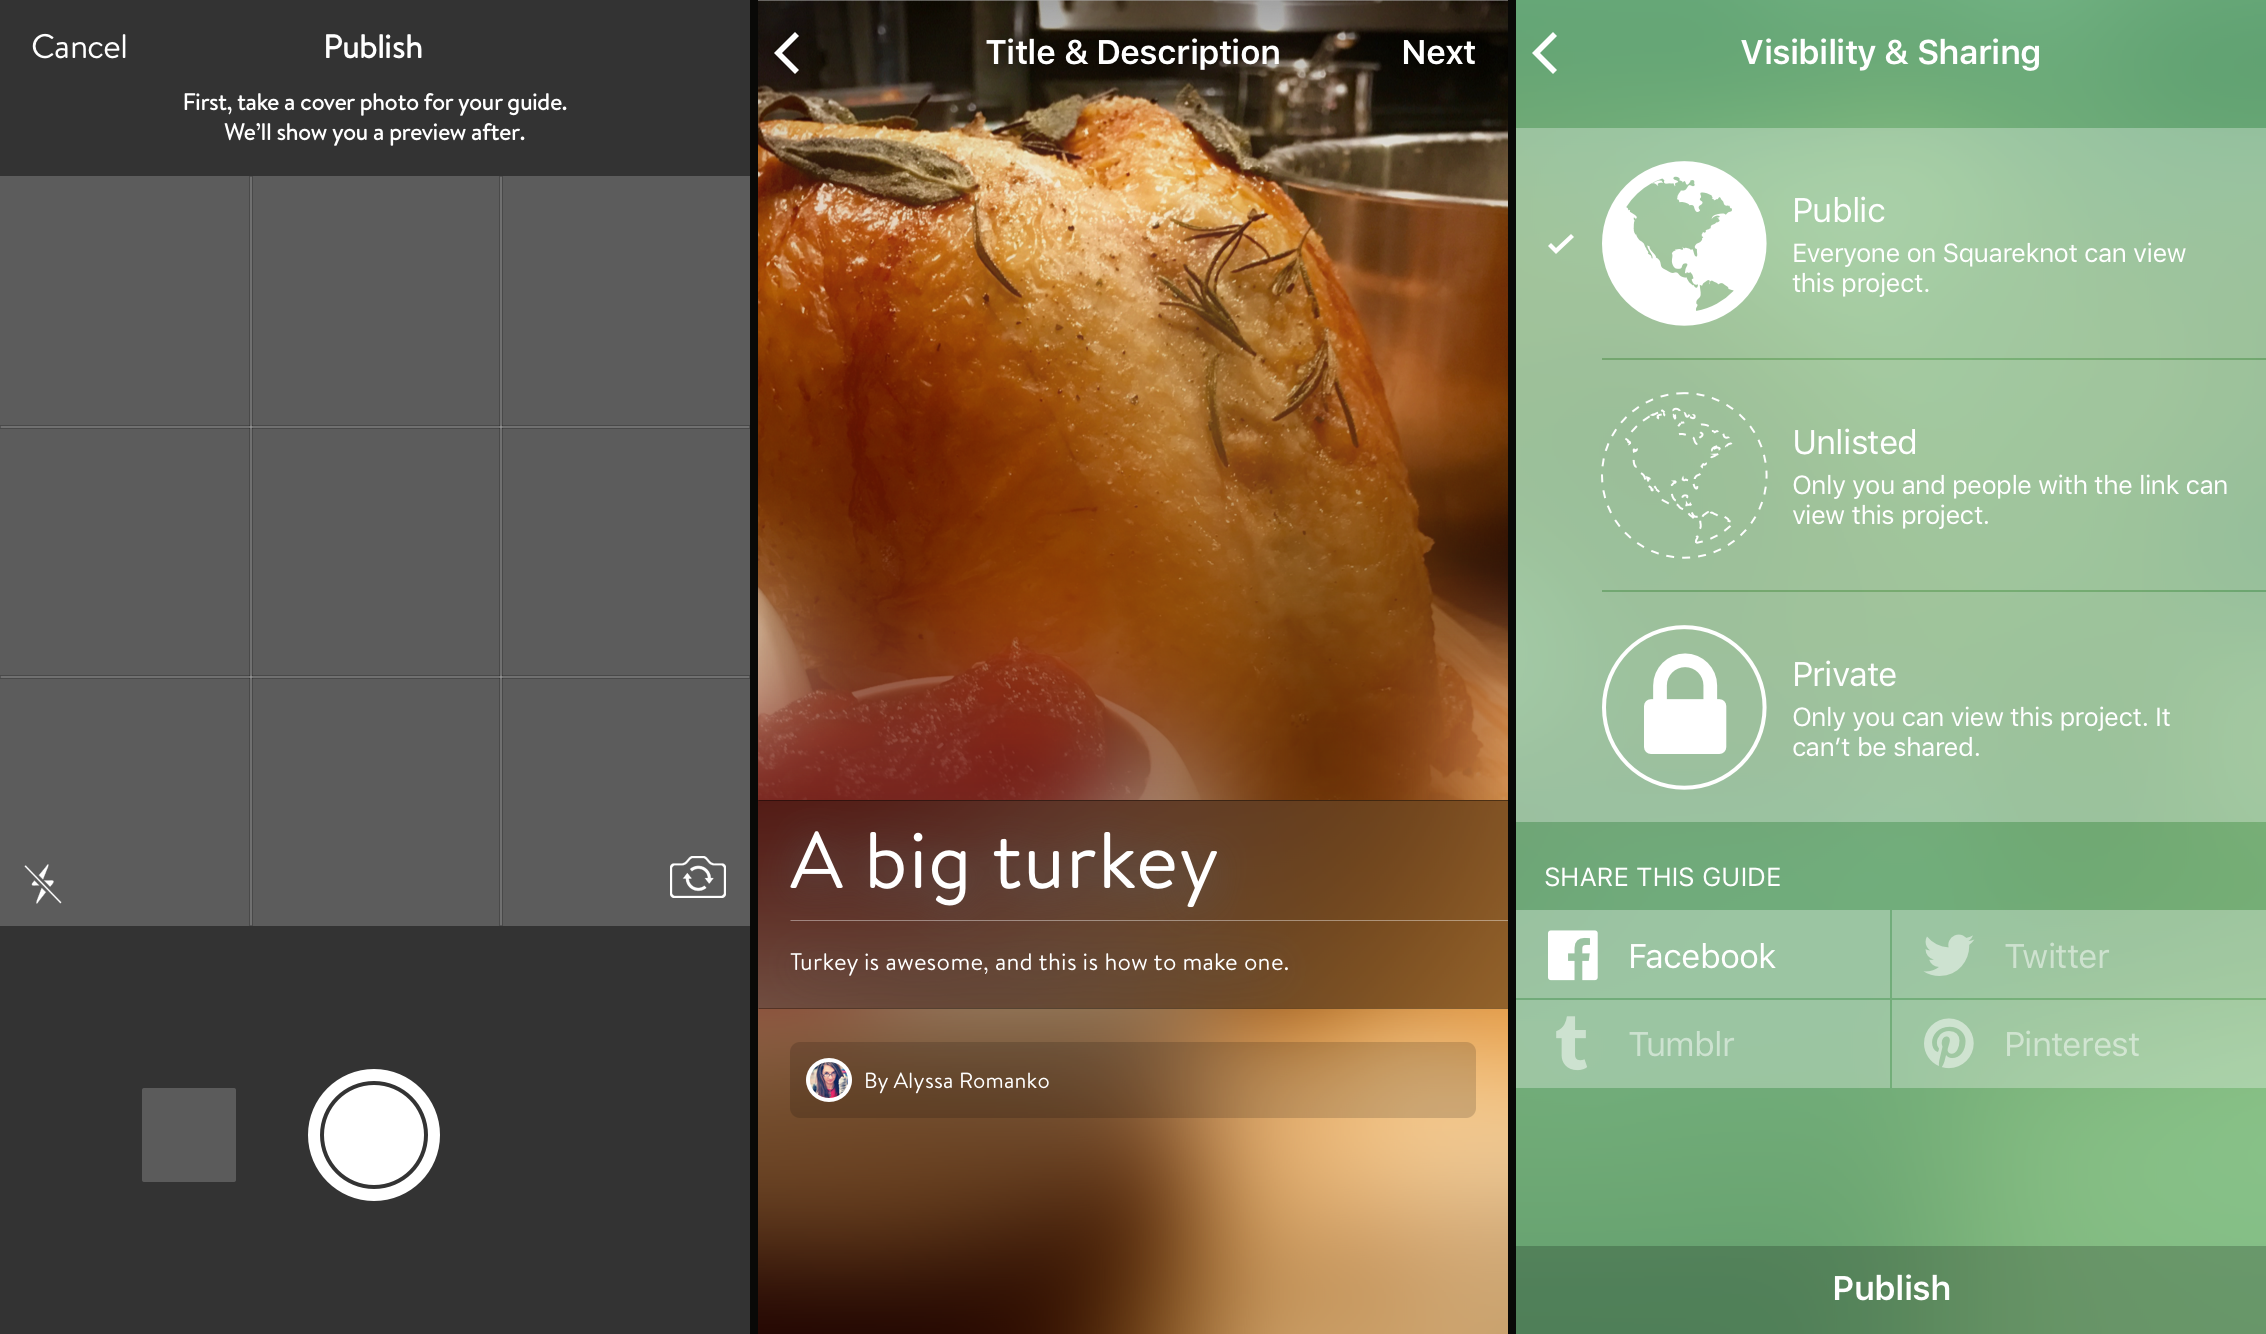 Cancel
Publish
First, take a cover photo for your guide.
We'll show you a preview after.
Title & Description
Next
A big turkey
Turkey is awesome, and this is how to make one.
By Alyssa Romanko
Visibility & Sharing
Public
Everyone on Squareknot can view
this project.
Unlisted
Only you and people with the link can
view this project.
Private
Only you can view this project. It
can't be shared.
SHARE THIS GUIDE
Facebook
Twitter
Tumblr
Pinterest
Publish